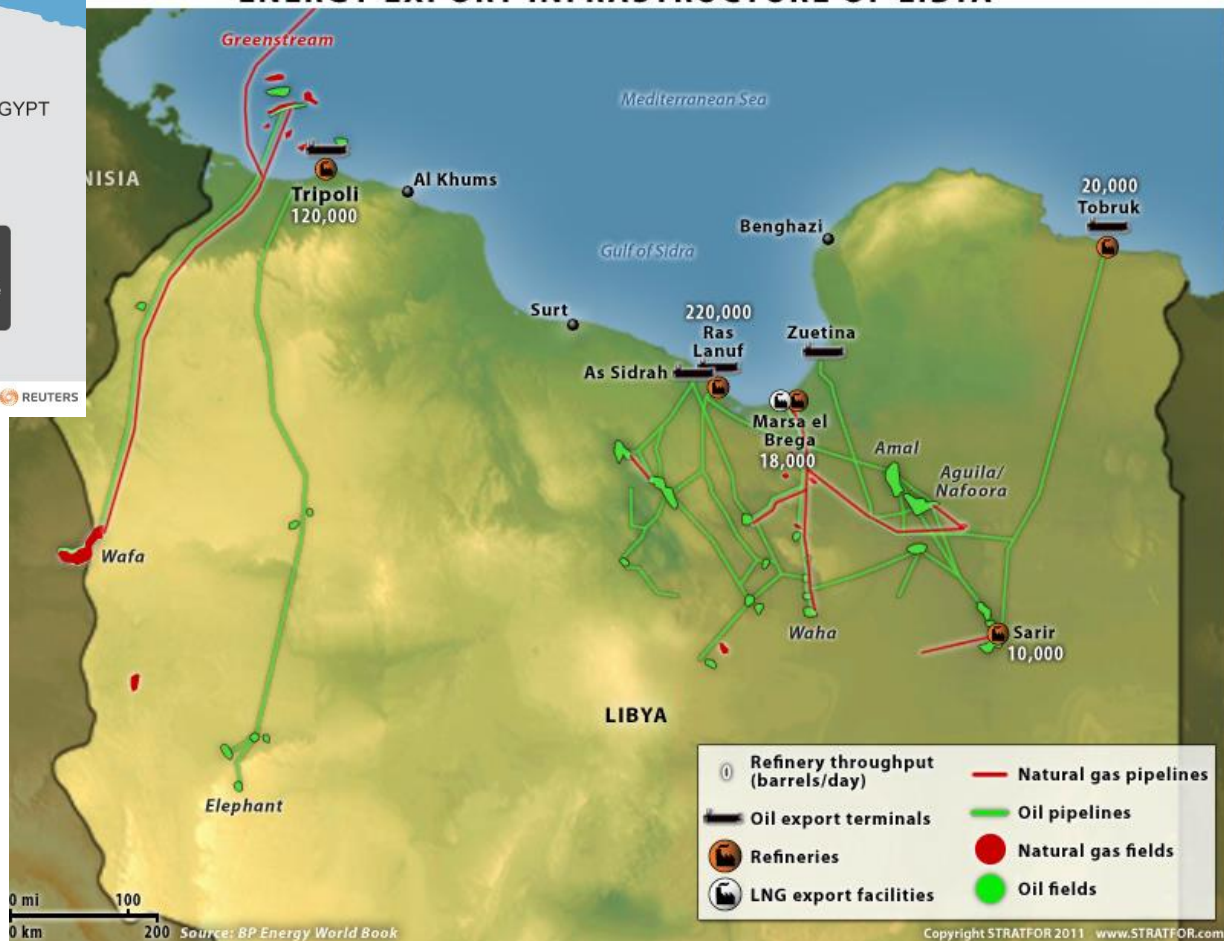 GYPT
REUTERS
Greenstream
Mediterranean Sea
NISIA
Tripoli
120,000
Al Khums
20,000
Tobruk
Benghazi
Gulf of Sidra
Surt
220,000
Ras
Lanuf
Zuetina
As Sidrah
Marsa el
Brega
18,000
Amal
Aguila/
Nafoora
Wafa
Waha
Sarir
10,000
LIBYA
Elephant
Refinery throughput
(barrels/day)
Oil export terminals
Refineries
LNG export facilities
Natural gas pipelines
Oil pipelines
Natural gas fields
Oil fields
0 mi 100
0 km 200
Source: BP Energy World Book
Copyright STRATFOR 2011 www.STRATFOR.com